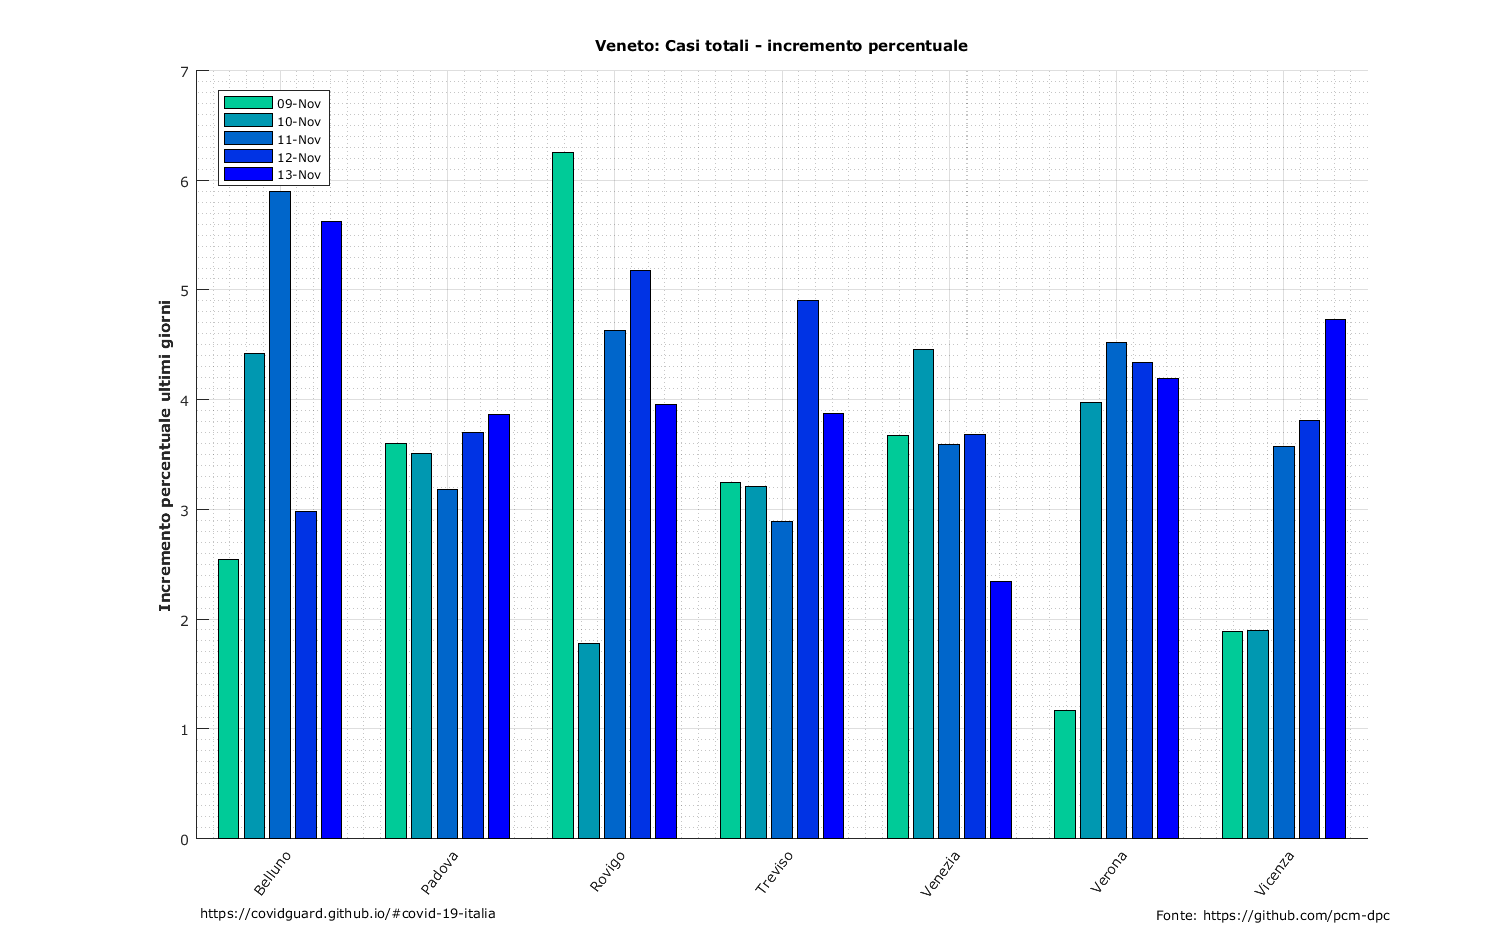 Veneto: Casi totali - incremento percentuale
Incremento percentuale ultimi giorni
7
6
5
4
3
2
1
0
09-Nov
10-Nov
11-Nov
12-Nov
13-Nov
Belluno
Padova
Rovigo
Treviso
Venezia
Verona
Vicenza
https://covidguard.github.io/#covid-19-italia
Fonte: https://github.com/pcm-dpc